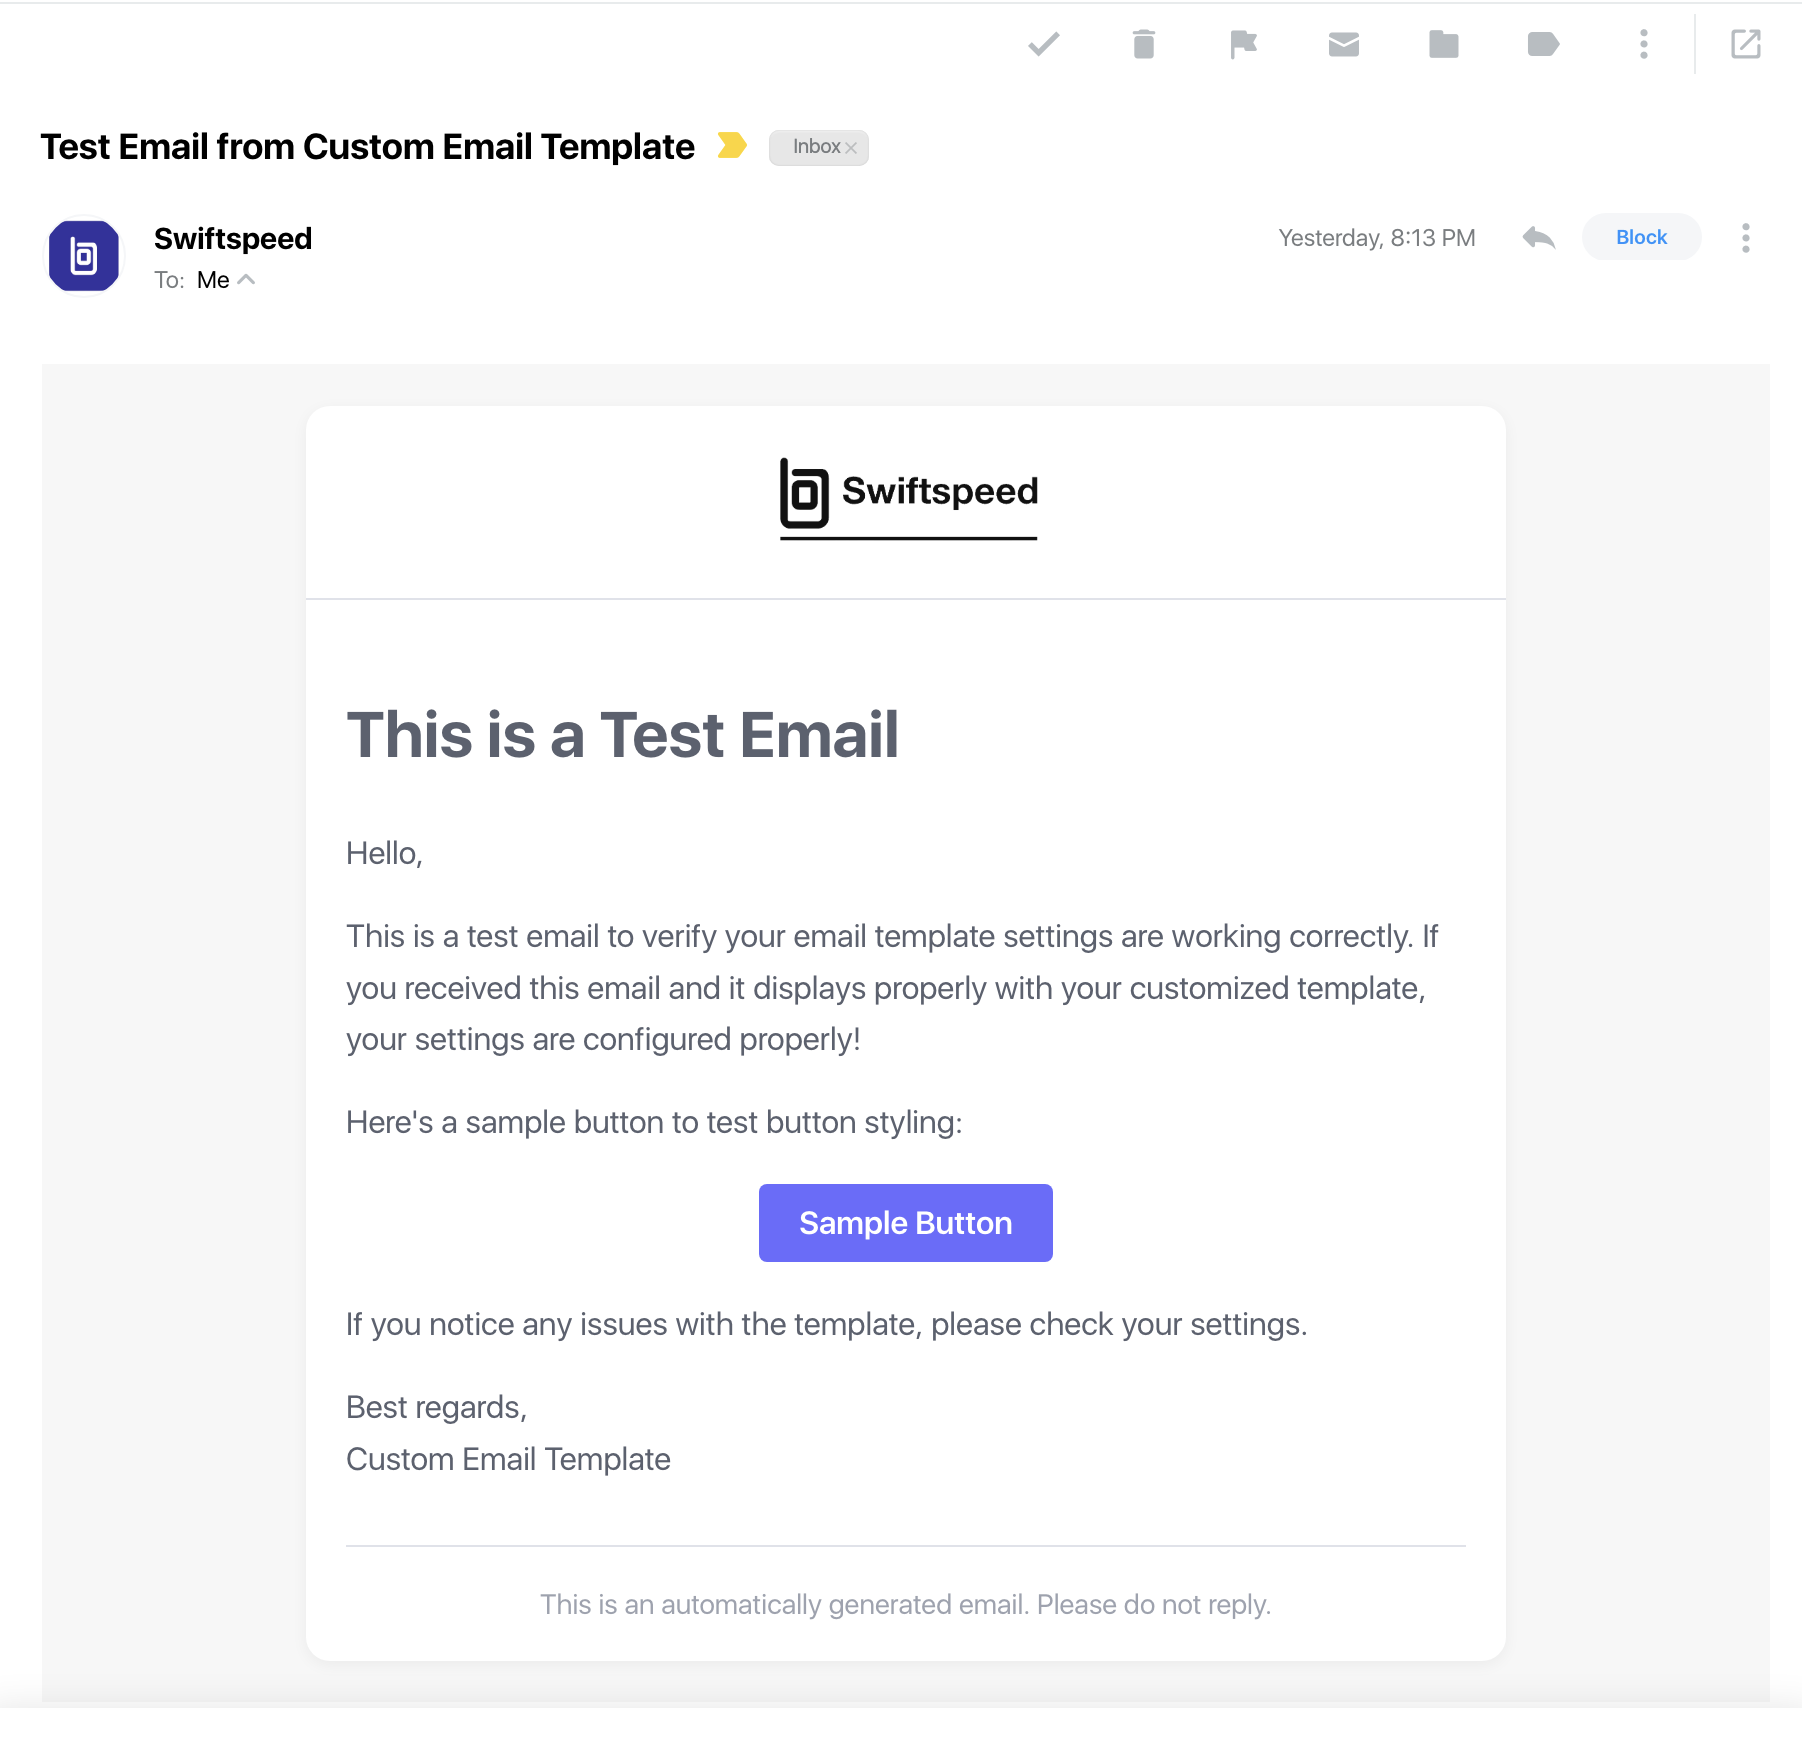 Test Email from Custom Email Template
Inbox
Swiftspeed
Yesterday, 8:13 PM
Block
To: Me
Swiftspeed
This is a Test Email
Hello,
This is a test email to verify your email template settings are working correctly. If
you received this email and it displays properly with your customized template,
your settings are configured properly!
Here's a sample button to test button styling:
Sample Button
If you notice any issues with the template, please check your settings.
Best regards,
Custom Email Template
This is an automatically generated email. Please do not reply.